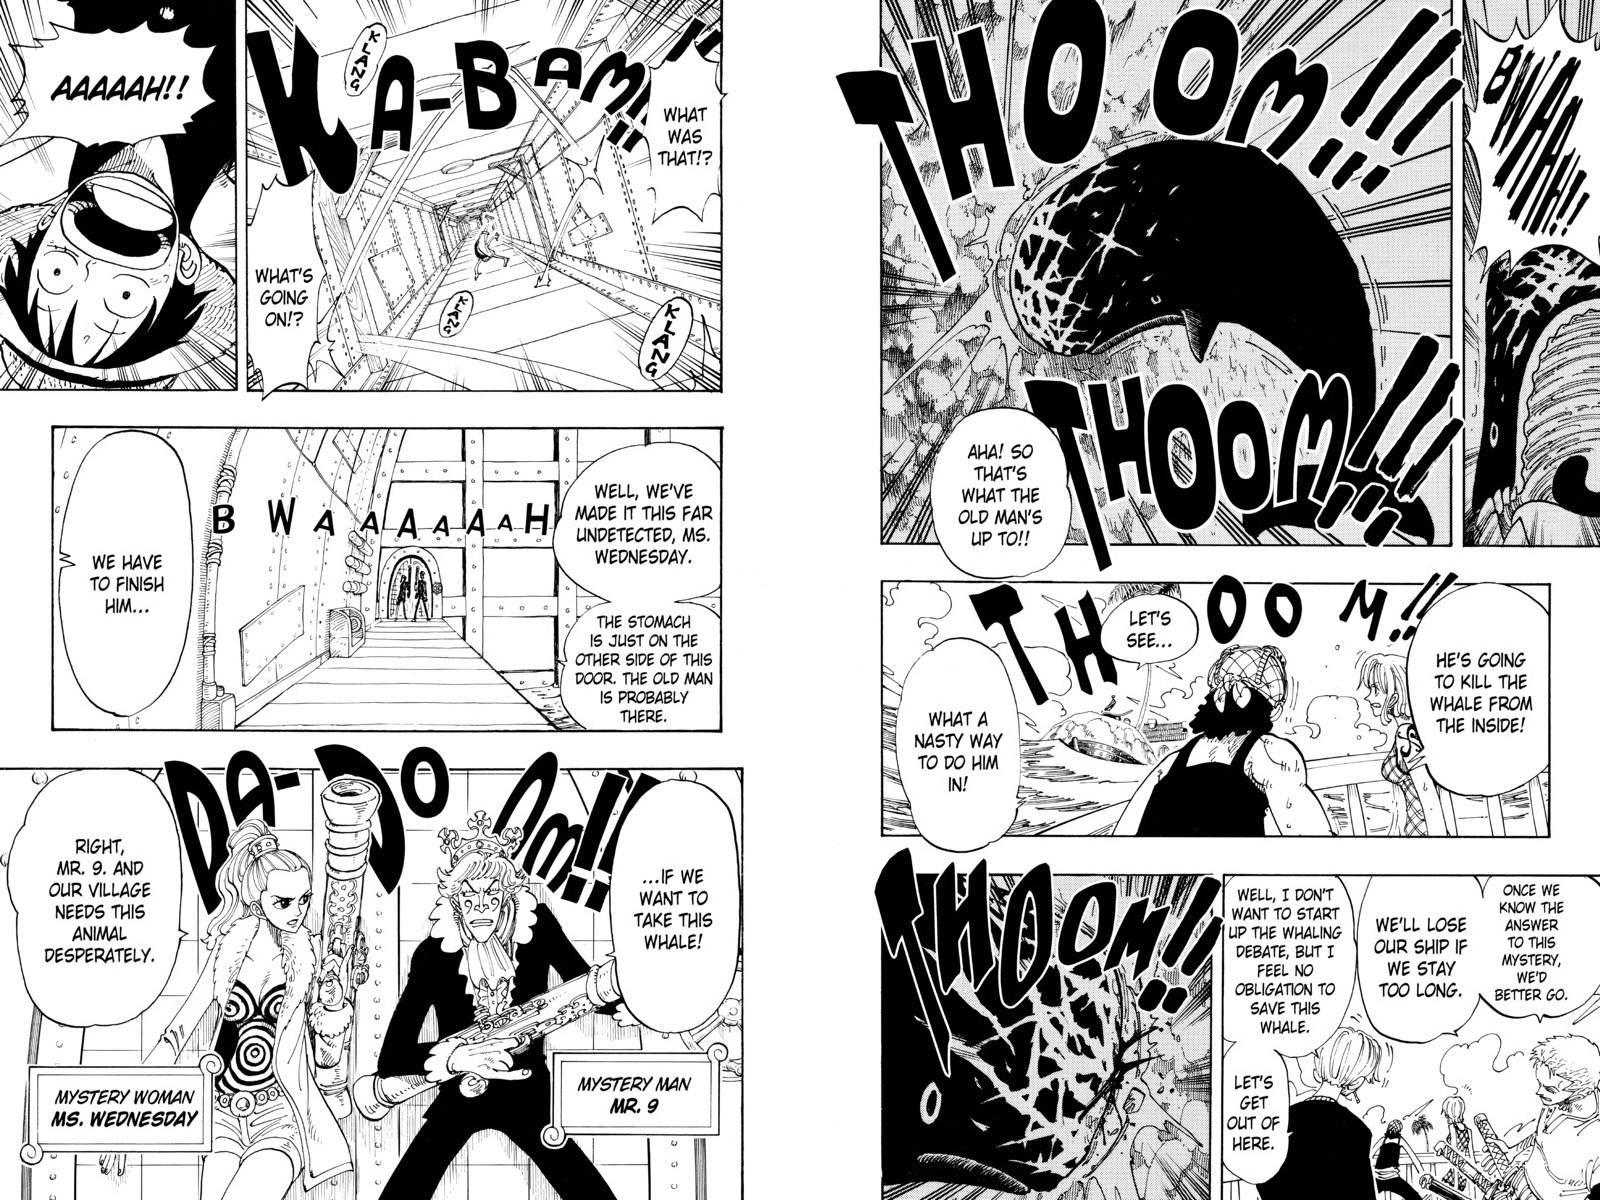 BWAAAH!!
THOOM!!!
THOOM!!!
AHA! SO
THAT'S
WHAT THE
OLD MAN'S
UP TO!!
HE'S GOING
TO KILL THE
WHALE FROM
THE INSIDE!
THOOM!!
LET'S
SEE...
WHAT A
NASTY WAY
TO DO HIM
IN!
ONCE WE
KNOW THE
ANSWER
TO THIS
MYSTERY,
WE'D
BETTER GO.
WE'LL LOSE
OUR SHIP IF
WE STAY
TOO LONG.
WELL, I DON'T
WANT TO START
UP THE WHALING
DEBATE, BUT I
FEEL NO
OBLIGATION TO
SAVE THIS
WHALE.
LET'S
GET
OUT OF
HERE.
THOOM!!
KA-BAM!!
WHAT
WAS
THAT!?
KLANG
KLANG
KLANG
WHAT'S
GOING
ON!?
AAAAAH!!
WELL, WE'VE
MADE IT THIS FAR
UNDETECTED, MS.
WEDNESDAY.
THE STOMACH
IS JUST ON THE
OTHER SIDE OF THIS
DOOR. THE OLD MAN
IS PROBABLY
THERE.
BWAAAAAAH
WE HAVE
TO FINISH
HIM...
DA-DOOM!!
...IF WE
WANT TO
TAKE THIS
WHALE!
MYSTERY MAN
MR. 9
RIGHT,
MR. 9. AND
OUR VILLAGE
NEEDS THIS
ANIMAL
DESPERATELY.
MYSTERY WOMAN
MS. WEDNESDAY